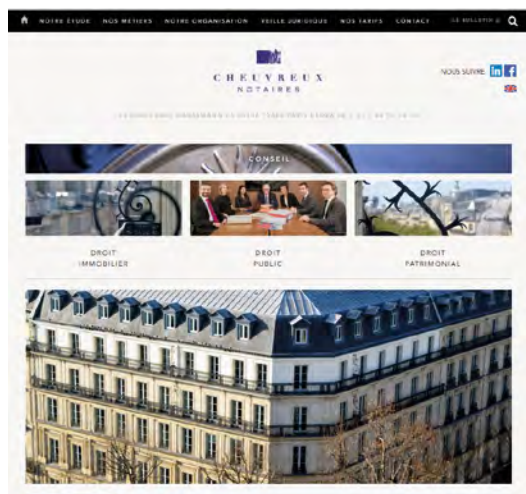 NOTRE ÉTUDE NOS MÉTIERS NOTRE ORGANISATION VEILLE JURIDIQUE NOS TARIFS CONTACT
NOUS SUIVRE
in f
CHEUVREUX
NOTAIRES
CONSEIL
DROIT
IMMOBILIER
DROIT
PUBLIC
DROIT
PATRIMONIAL